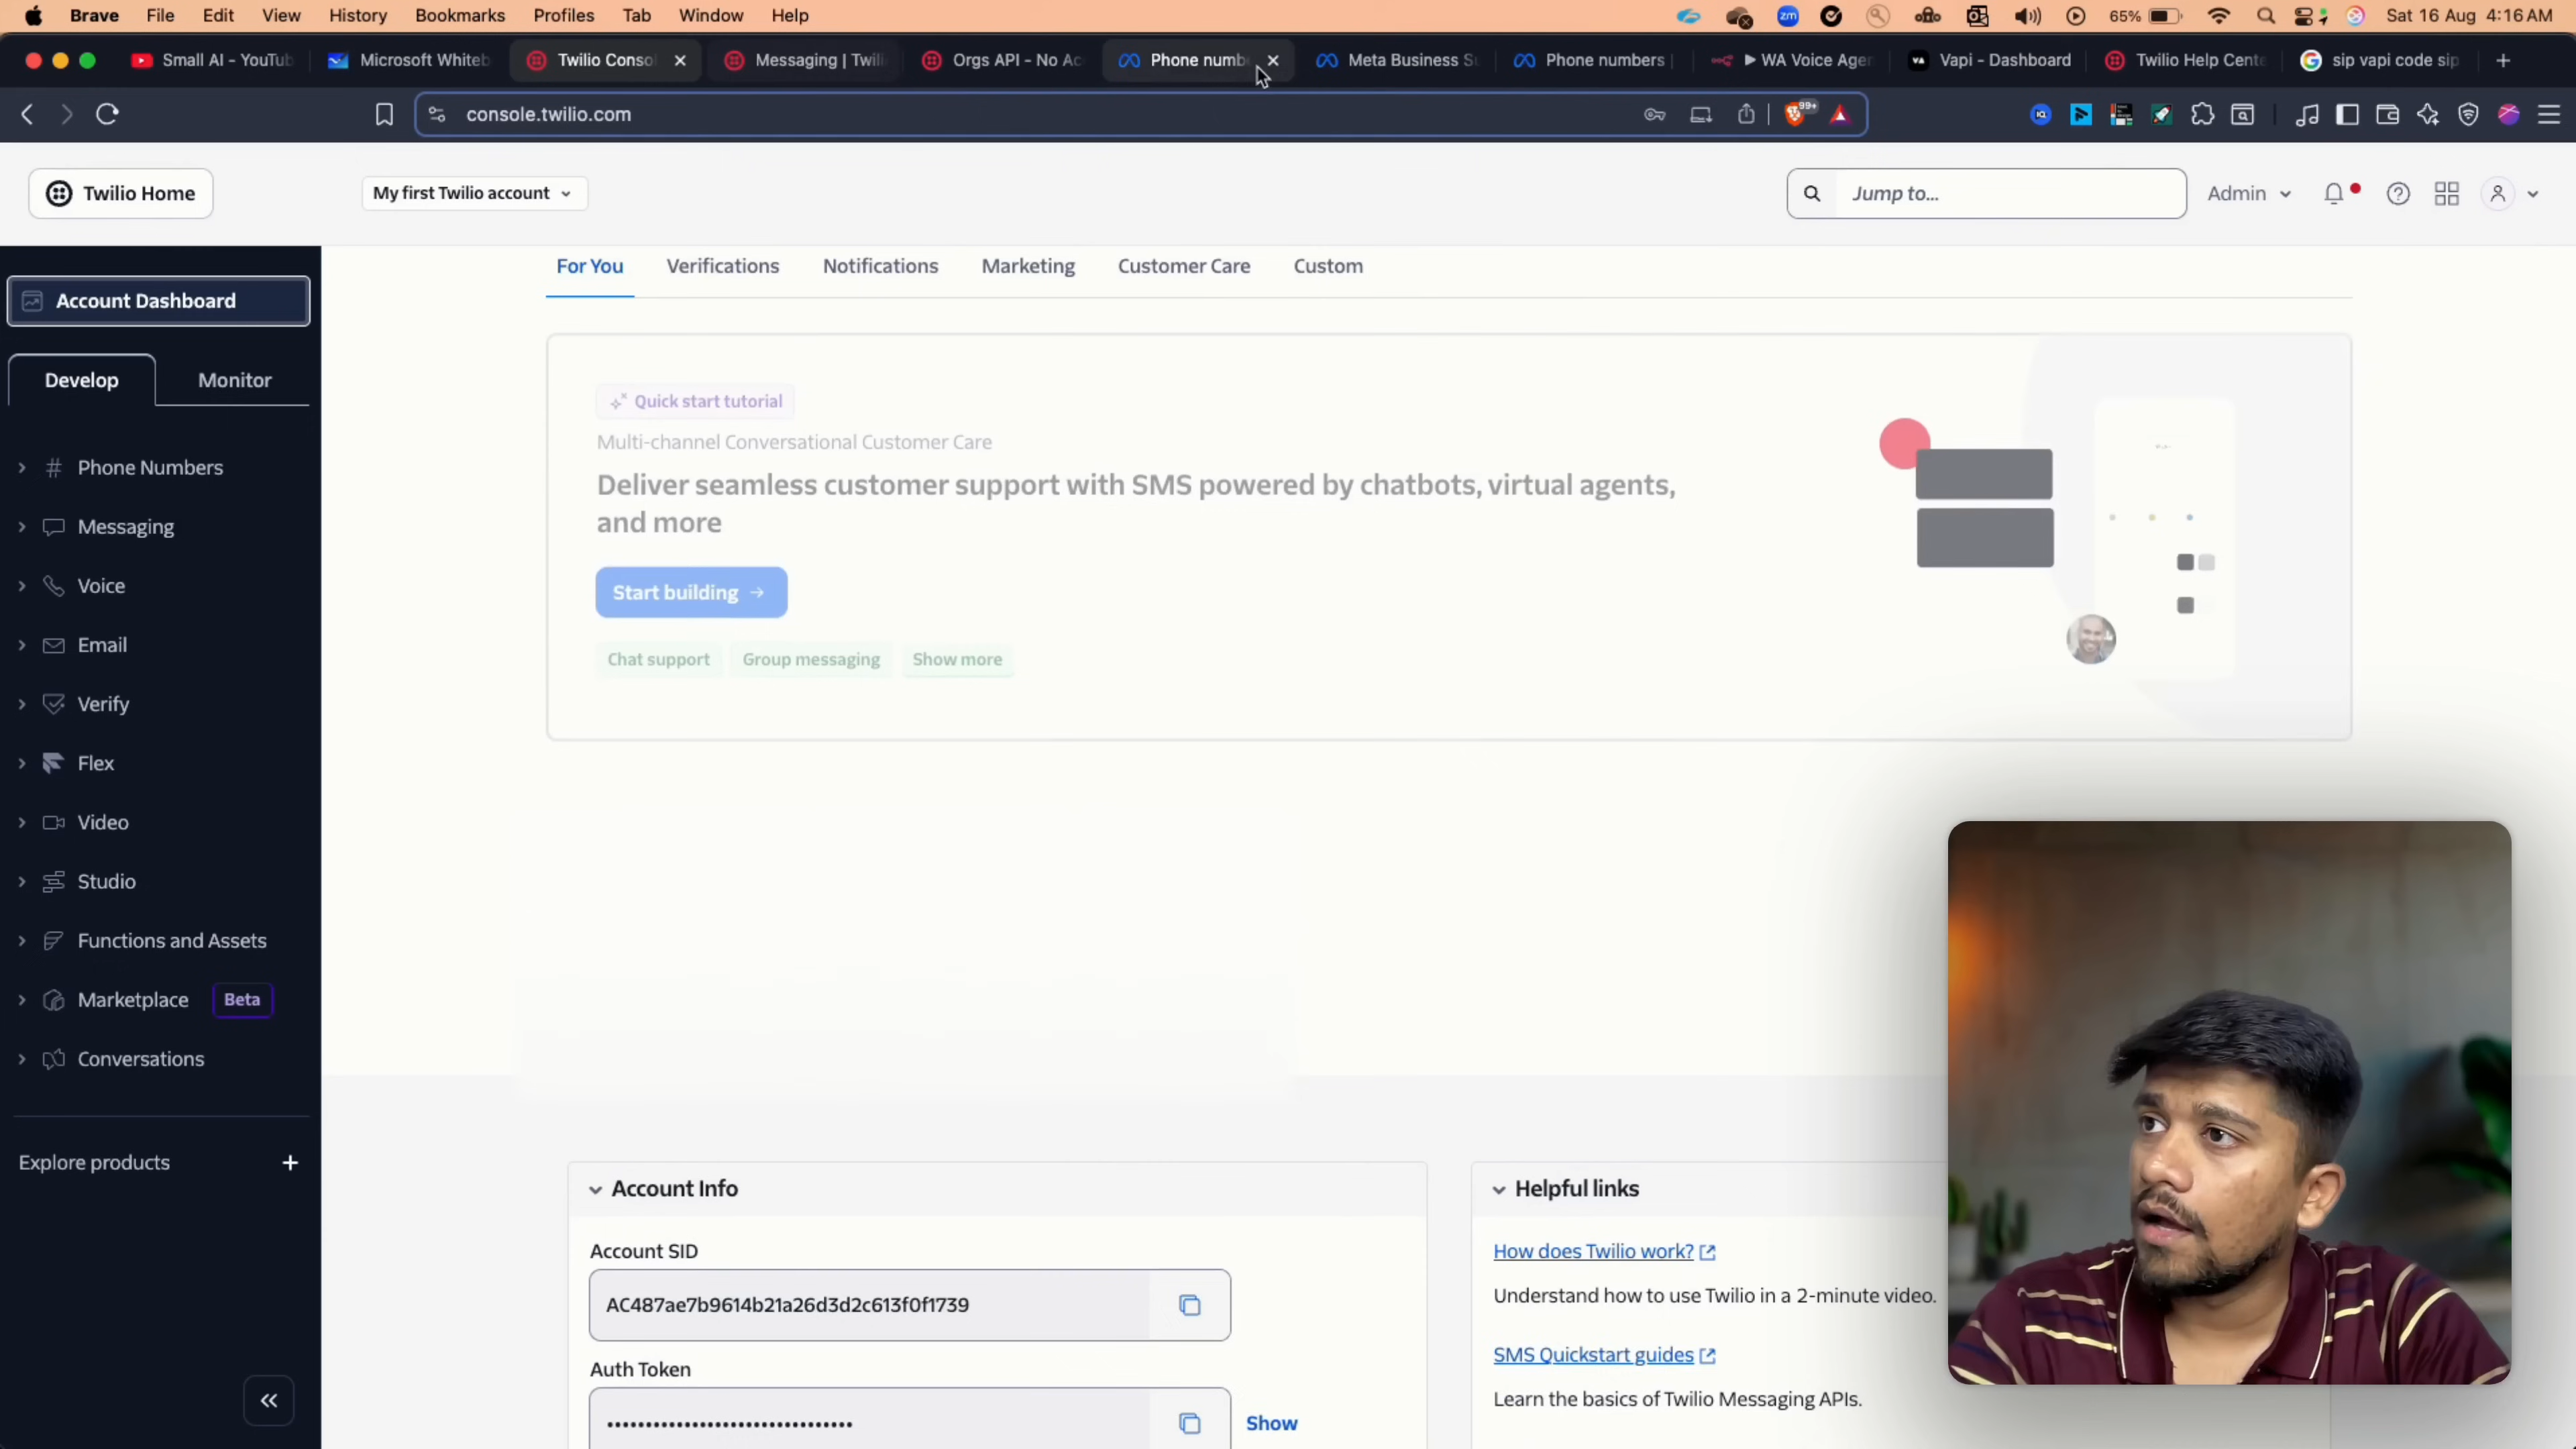 Brave File Edit View History Bookmarks Profiles Tab Window Help zm 65% Sat 16 Aug 4:16 AM
Small AI - YouTub Microsoft Whiteb Twilio Conso Messaging | Twili Orgs API - No Ac Phone numb Meta Business Su Phone numbers | WA Voice Agen Vapi - Dashboard Twilio Help Cente sip vapi code sip
console.twilio.com 99+
Twilio Home My first Twilio account Jump to... Admin
Account Dashboard
Develop Monitor
Phone Numbers
Messaging
Voice
Email
Verify
Flex
Video
Studio
Functions and Assets
Marketplace Beta
Conversations
Explore products
For You Verifications Notifications Marketing Customer Care Custom
Quick start tutorial
Multi-channel Conversational Customer Care
Deliver seamless customer support with SMS powered by chatbots, virtual agents,
and more
Start building
Chat support Group messaging Show more
Account Info
Account SID
AC487ae7b9614b21a26d3d2c613f0f1739
Auth Token
Show
Helpful links
How does Twilio work?
Understand how to use Twilio in a 2-minute video.
SMS Quickstart guides
Learn the basics of Twilio Messaging APIs.